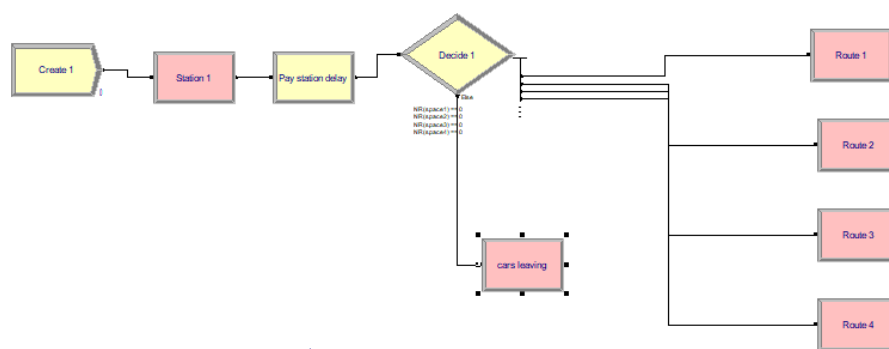 Create 1
Station 1
Pay station delay
Decide 1
Else
NR(space1) == 0
NR(space2) == 0
NR(space3) == 0
NR(space4) == 0
cars leaving
Route 1
Route 2
Route 3
Route 4